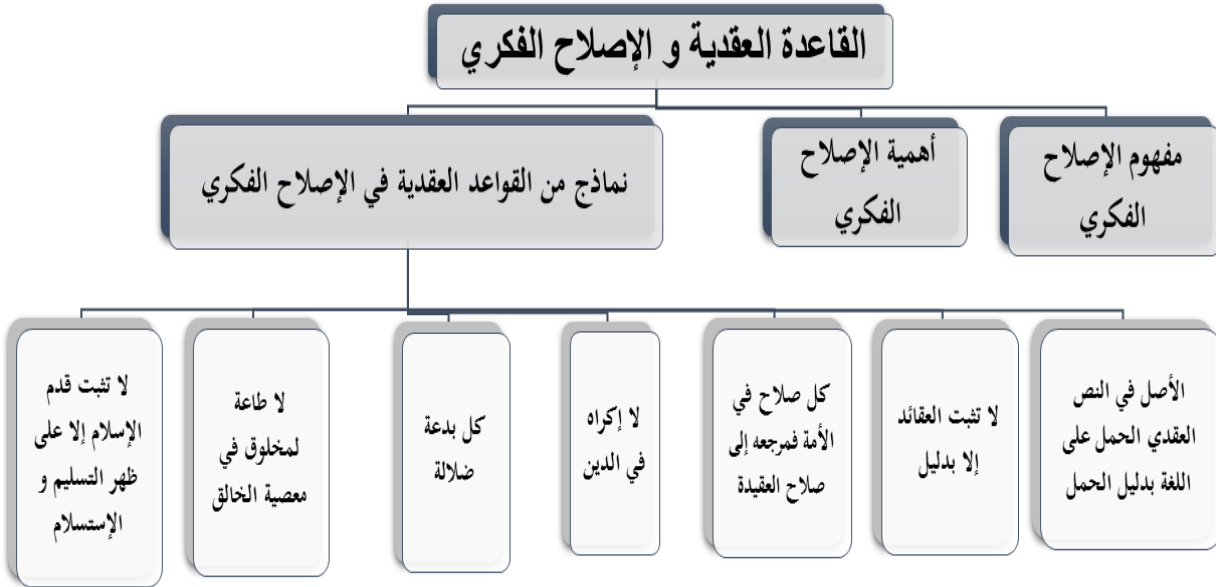 القاعدة العقدية و الإصلاح الفكري
مفهوم الإصلاح
الفكري
أهمية الإصلاح
الفكري
نماذج من القواعد العقدية في الإصلاح الفكري
الأصل في النص
العقدي الحمل على
اللغة بدليل الحمل
لا تثبت العقائد
إلا بدليل
كل صلاح في
الأمة فمرجعه إلى
صلاح العقيدة
لا إكراه
في الدين
كل بدعة
ضلالة
لا طاعة
لمخلوق في
معصية الخالق
لا تثبت قدم
الإسلام إلا على
ظهر التسليم و
الإستسلام